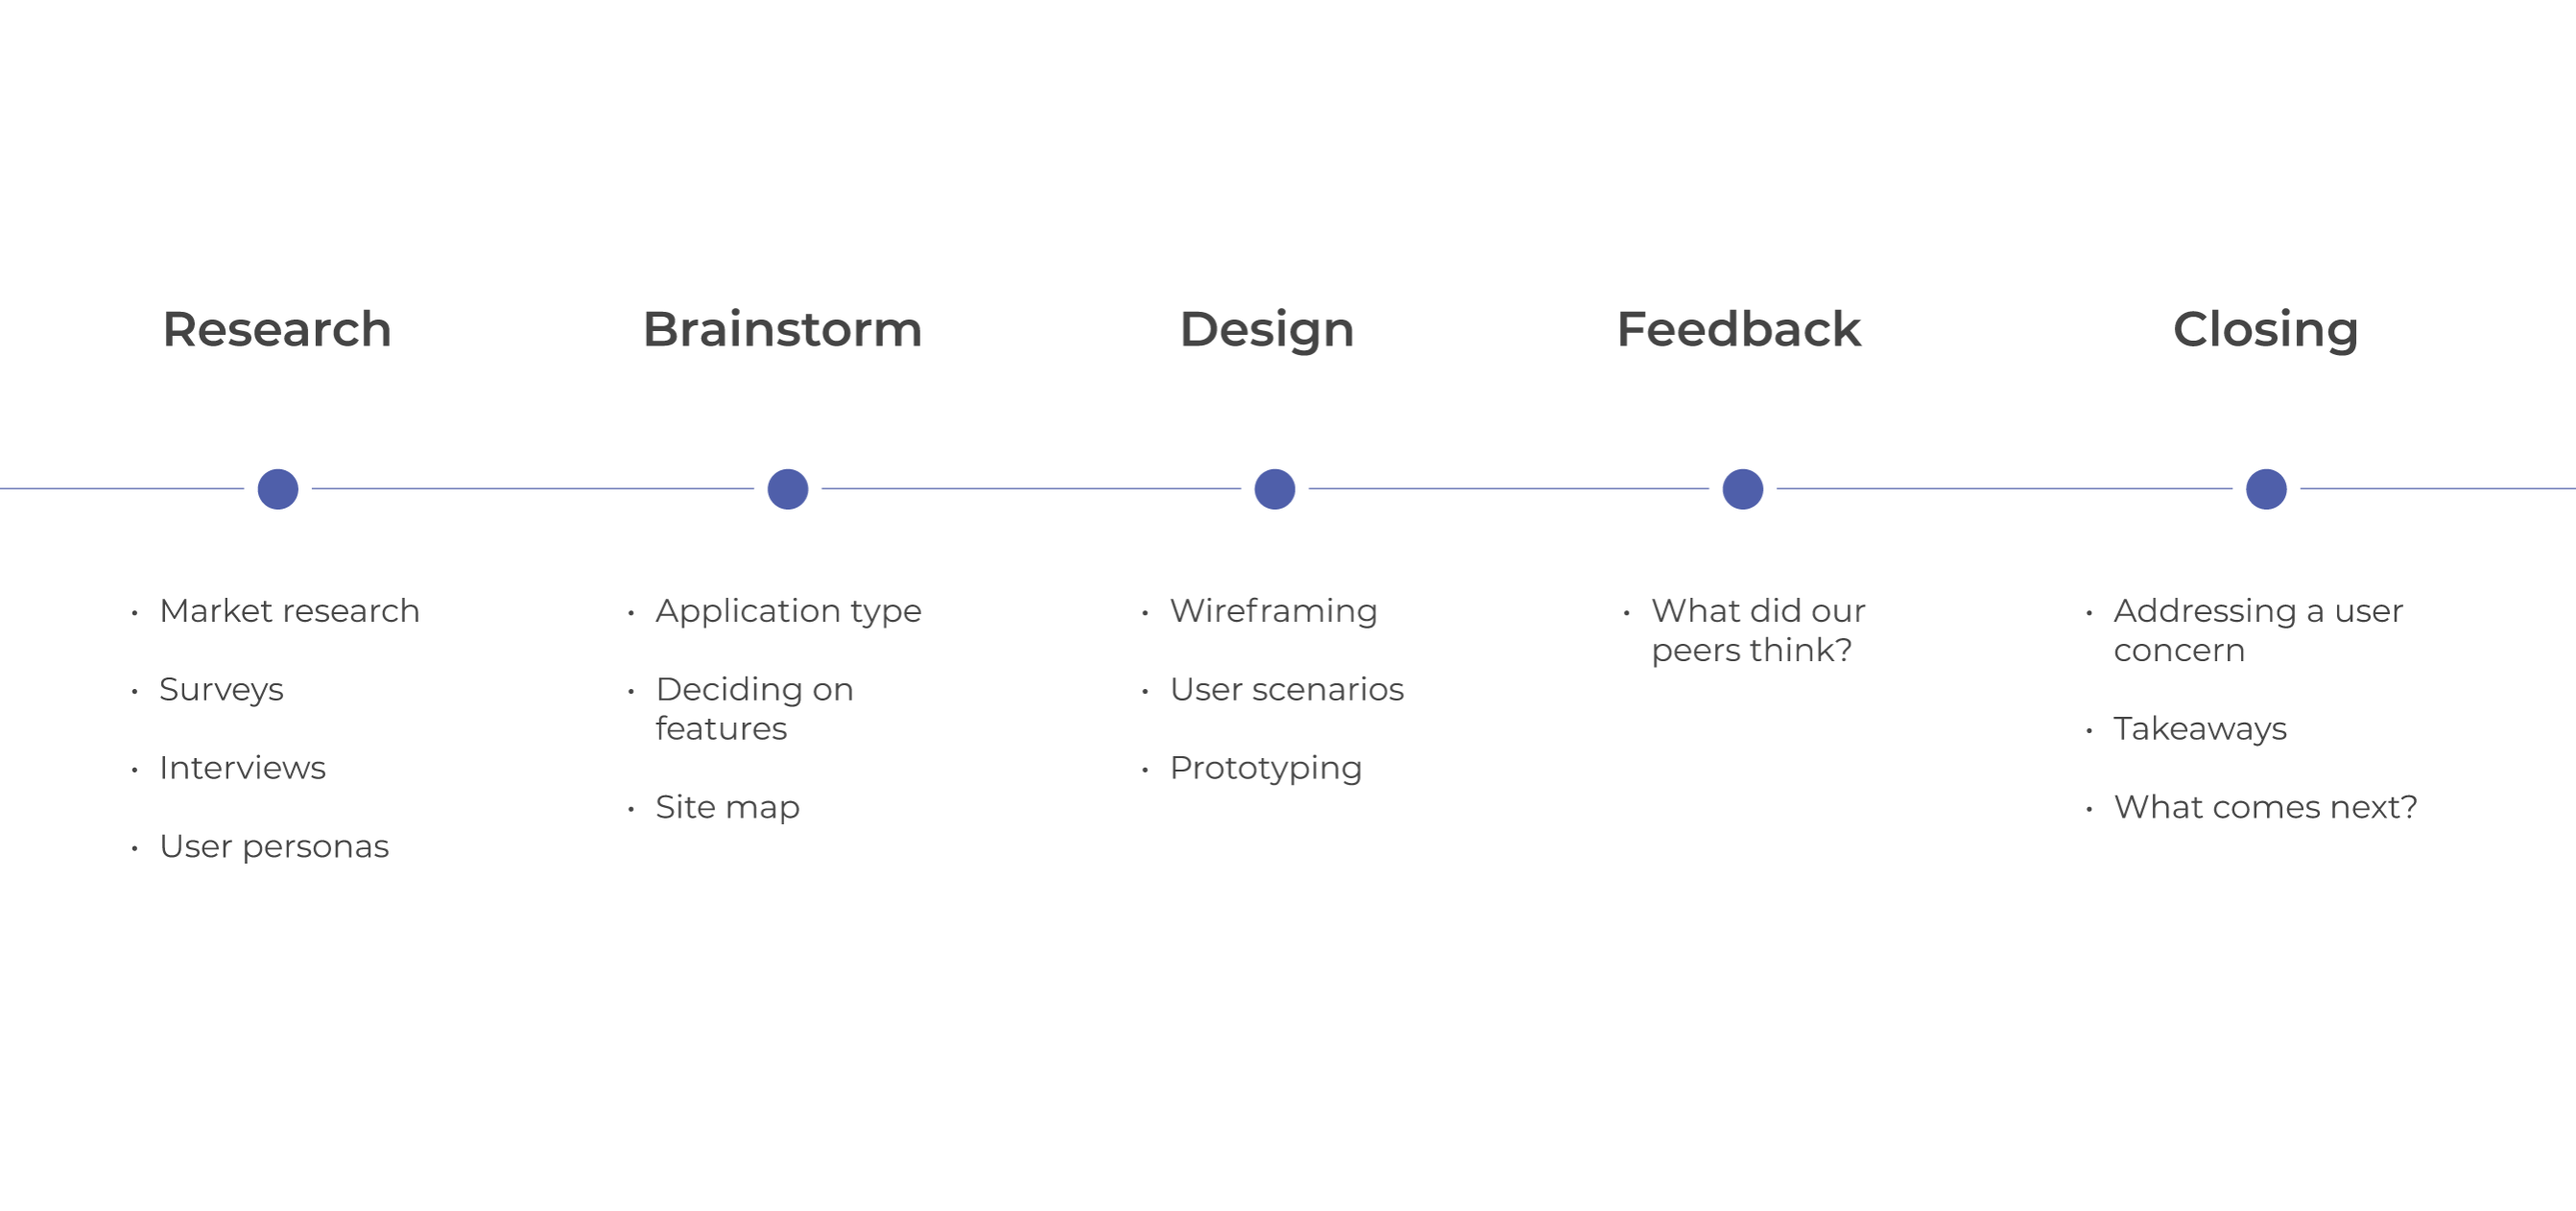 Research
Brainstorm
Design
Feedback
Closing
• Market research
• Surveys
• Interviews
• User personas
• Application type
• Deciding on
features
• Site map
• Wireframing
• User scenarios
• Prototyping
• What did our
peers think?
• Addressing a user
concern
• Takeaways
• What comes next?